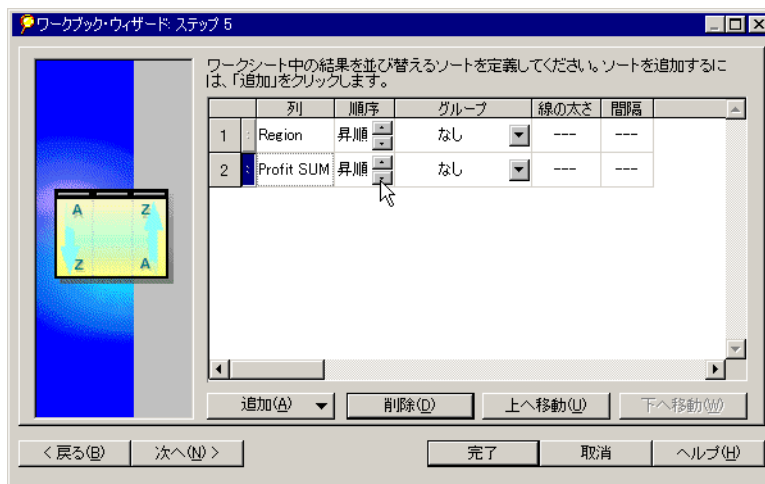 ワークブック・ウィザード: ステップ 5
ワークシート中の結果を並び替えるソートを定義してください。ソートを追加するに
は、「追加」をクリックします。
列 順序 グループ 線の太さ 間隔
1 Region 昇順 なし --- ---
2 Profit SUM 昇順 なし --- ---
A Z
Z A
追加(A) 削除(D) 上へ移動(U) 下へ移動(W)
< 戻る(B) 次へ(N) > 完了 取消 ヘルプ(H)